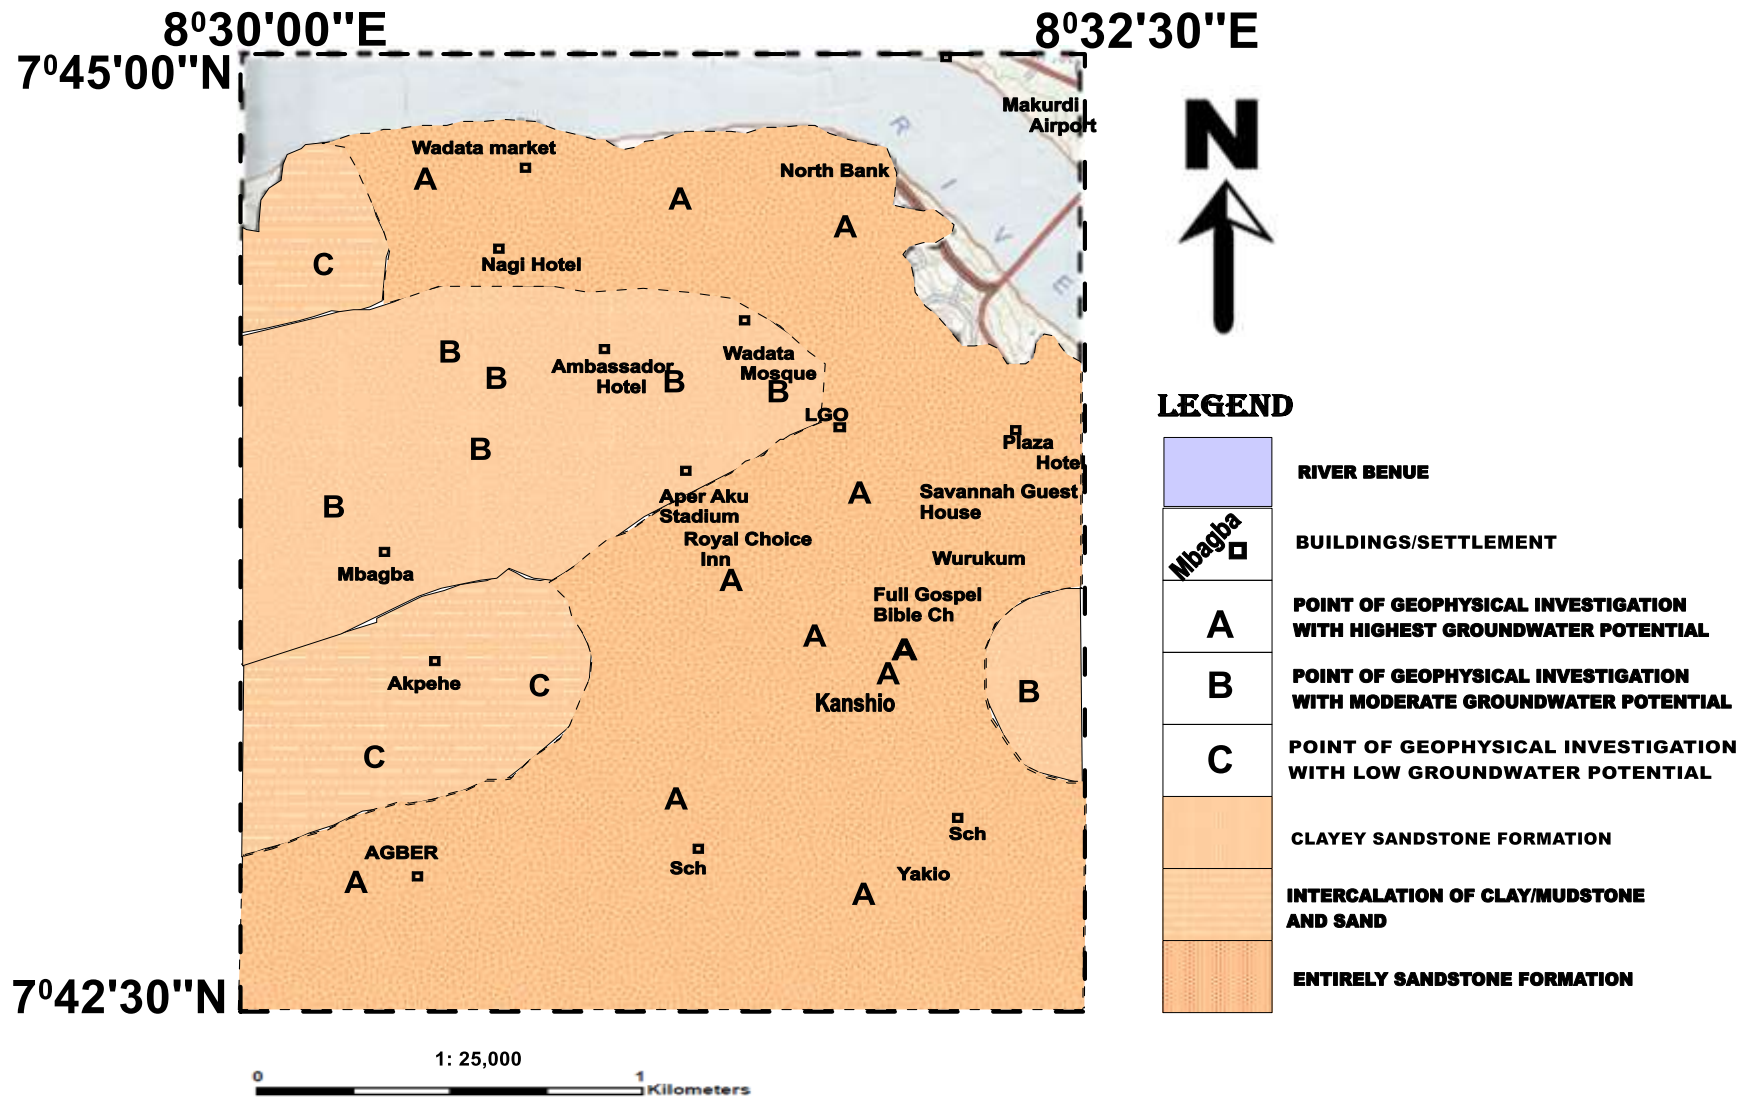 8⁰30'00''E
8⁰32'30''E
7⁰45'00''N
Makurdi
Airport
R
I
V
E
Wadata market
A
A
North Bank
A
N
C
Nagi Hotel
B
B
Ambassador
Hotel
B
Wadata
Mosque
B
LGO
Plaza
Hotel
B
Aper Aku
Stadium
A
Savannah Guest
House
B
Royal Choice
Inn
A
Wurukum
Mbagba
Full Gospel
Bible Ch
A
A
A
Kanshio
B
Akpehe
C
C
A
Sch
Sch
AGBER
A
Yakio
A
7⁰42'30''N
LEGEND
RIVER BENUE
Mbagba
BUILDINGS/SETTLEMENT
A
POINT OF GEOPHYSICAL INVESTIGATION
WITH HIGHEST GROUNDWATER POTENTIAL
B
POINT OF GEOPHYSICAL INVESTIGATION
WITH MODERATE GROUNDWATER POTENTIAL
C
POINT OF GEOPHYSICAL INVESTIGATION
WITH LOW GROUNDWATER POTENTIAL
CLAYEY SANDSTONE FORMATION
INTERCALATION OF CLAY/MUDSTONE
AND SAND
ENTIRELY SANDSTONE FORMATION
1: 25,000
0 1
Kilometers